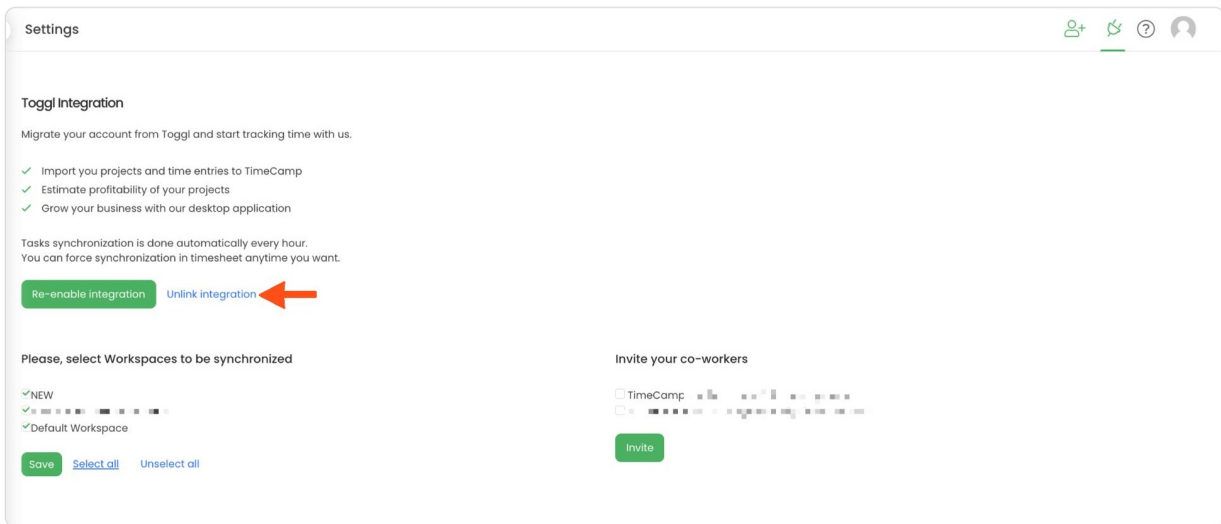 Settings
Toggl Integration
Migrate your account from Toggl and start tracking time with us.
Import you projects and time entries to TimeCamp
Estimate profitability of your projects
Grow your business with our desktop application
Tasks synchronization is done automatically every hour.
You can force synchronization in timesheet anytime you want.
Re-enable integration Unlink integration
Please, select Workspaces to be synchronized
NEW
Default Workspace
Save Select all Unselect all
Invite your co-workers
TimeCamp
Invite